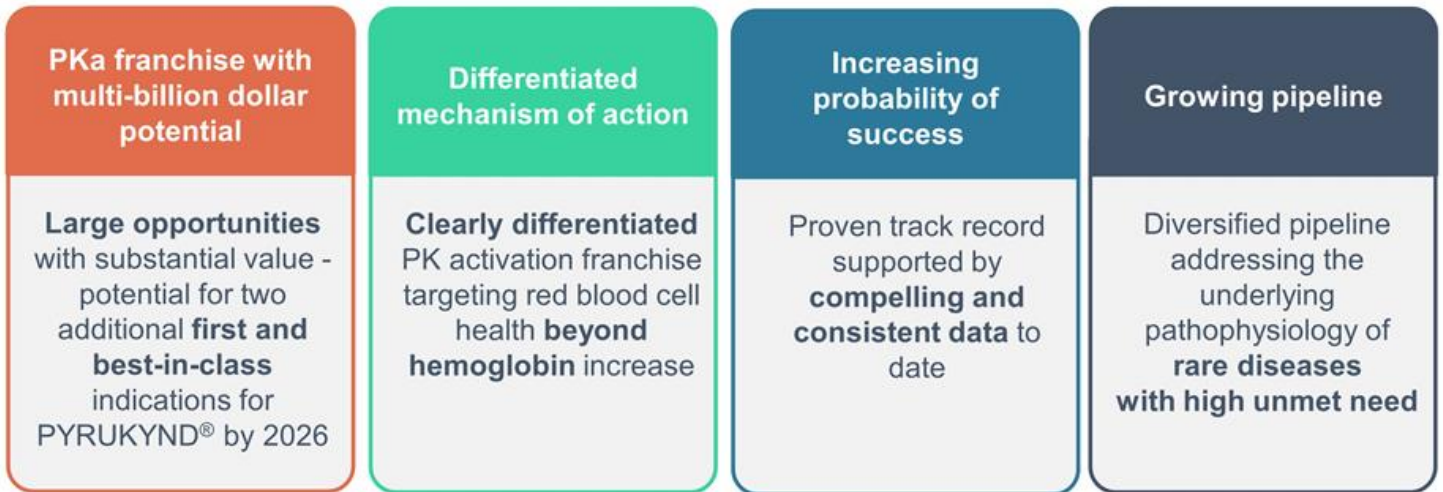 PKa franchise with
multi-billion dollar
potential
Large opportunities
with substantial value -
potential for two
additional first and
best-in-class
indications for
PYRUKYND® by 2026
Differentiated
mechanism of action
Clearly differentiated
PK activation franchise
targeting red blood cell
health beyond
hemoglobin increase
Increasing
probability of
success
Proven track record
supported by
compelling and
consistent data to
date
Growing pipeline
Diversified pipeline
addressing the
underlying
pathophysiology of
rare diseases
with high unmet need